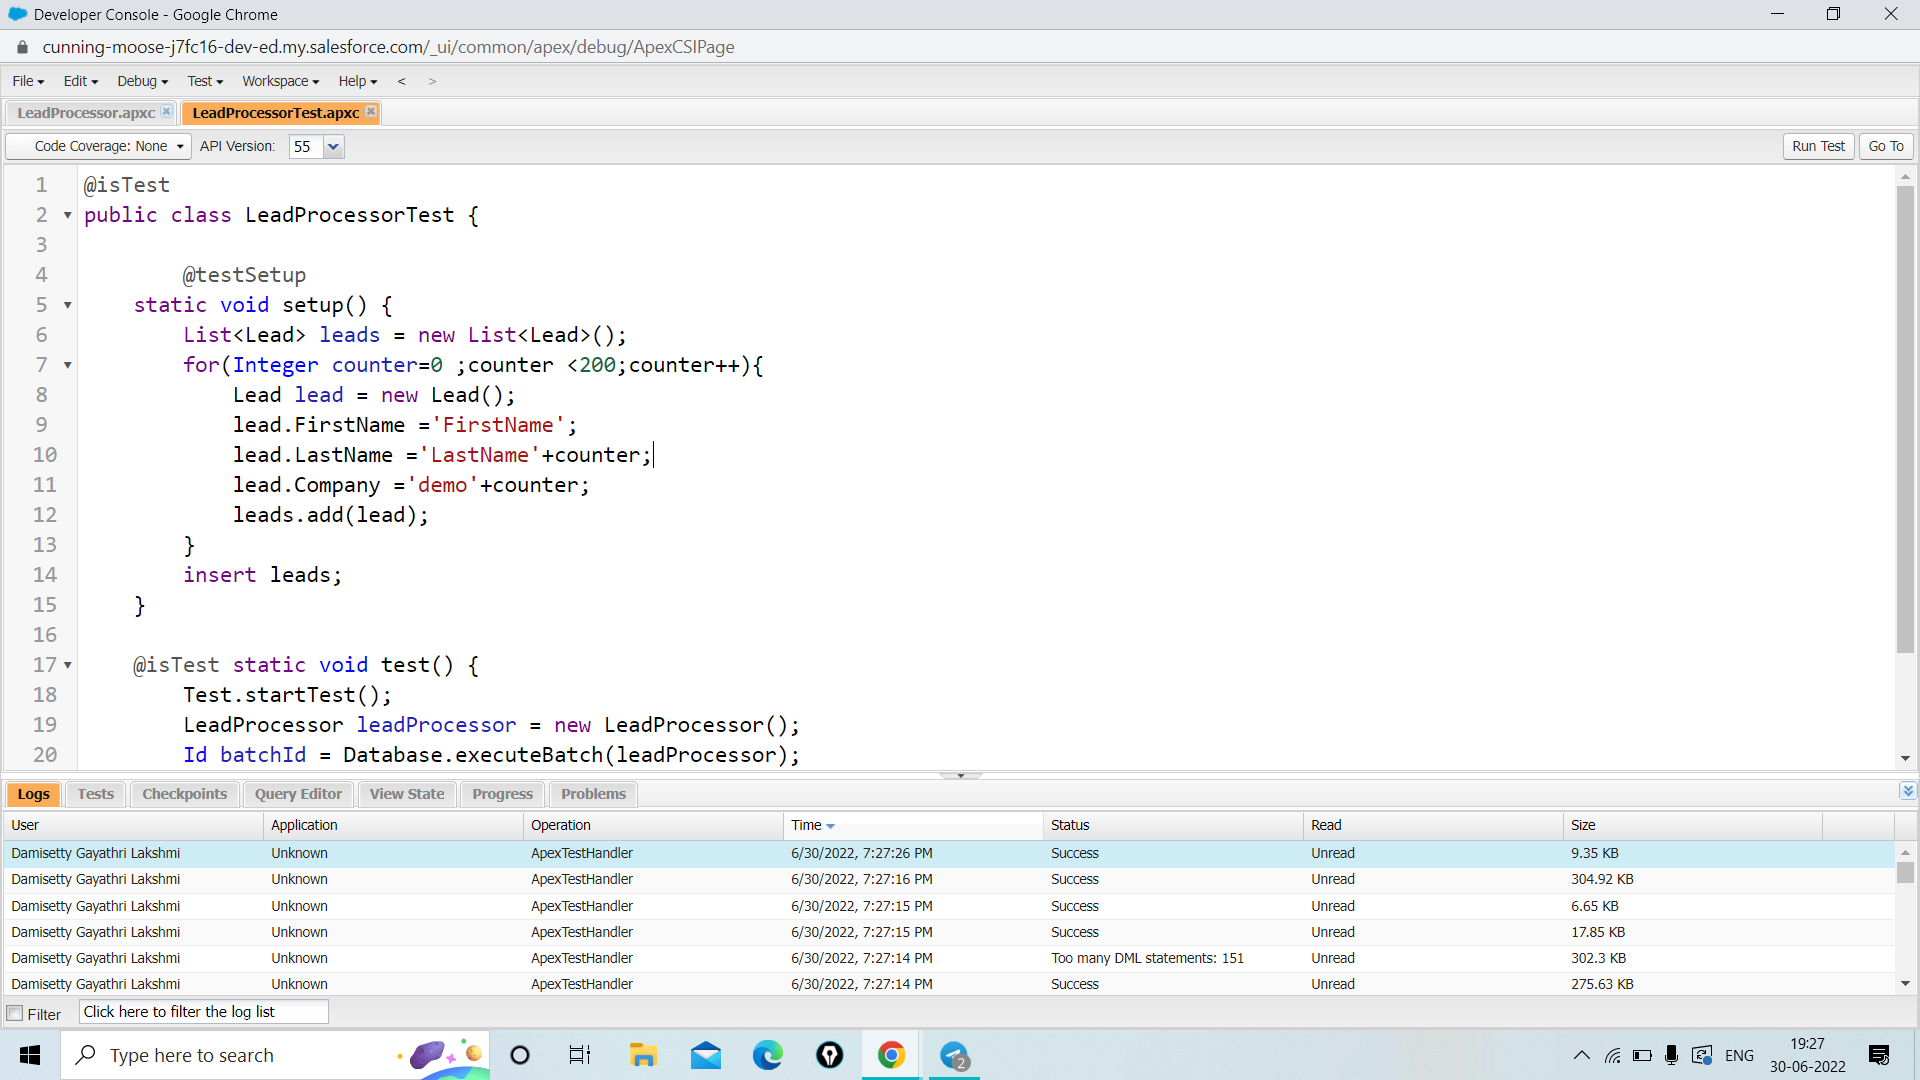 Developer Console - Google Chrome
cunning-moose-j7fc16-dev-ed.my.salesforce.com/_ui/common/apex/debug/ApexCSIPage
File Edit Debug Test Workspace Help < >
LeadProcessor.apxc LeadProcessorTest.apxc
Code Coverage: None API Version: 55 Run Test Go To
1 @isTest
2 public class LeadProcessorTest {
3
4 @testSetup
5 static void setup() {
6 List<Lead> leads = new List<Lead>();
7 for(Integer counter=0 ;counter <200;counter++){
8 Lead lead = new Lead();
9 lead.FirstName ='FirstName';
10 lead.LastName ='LastName'+counter;
11 lead.Company ='demo'+counter;
12 leads.add(lead);
13 }
14 insert leads;
15 }
16
17 @isTest static void test() {
18 Test.startTest();
19 LeadProcessor leadProcessor = new LeadProcessor();
20 Id batchId = Database.executeBatch(leadProcessor);
Logs Tests Checkpoints Query Editor View State Progress Problems
User Application Operation Time Status Read Size
Damisetty Gayathri Lakshmi Unknown ApexTestHandler 6/30/2022, 7:27:26 PM Success Unread 9.35 KB
Damisetty Gayathri Lakshmi Unknown ApexTestHandler 6/30/2022, 7:27:16 PM Success Unread 304.92 KB
Damisetty Gayathri Lakshmi Unknown ApexTestHandler 6/30/2022, 7:27:15 PM Success Unread 6.65 KB
Damisetty Gayathri Lakshmi Unknown ApexTestHandler 6/30/2022, 7:27:15 PM Success Unread 17.85 KB
Damisetty Gayathri Lakshmi Unknown ApexTestHandler 6/30/2022, 7:27:14 PM Too many DML statements: 151 Unread 302.3 KB
Damisetty Gayathri Lakshmi Unknown ApexTestHandler 6/30/2022, 7:27:14 PM Success Unread 275.63 KB
Filter Click here to filter the log list
Type here to search 2 ENG 19:27
30-06-2022